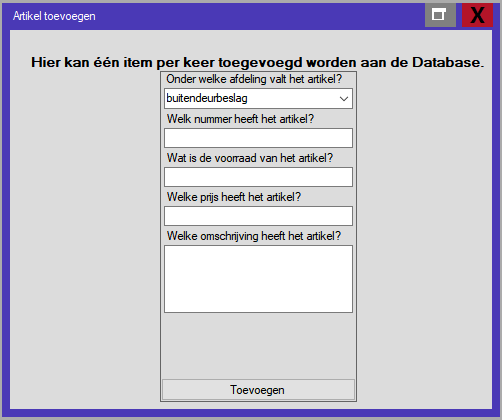 Artikel toevoegen
X
Hier kan één item per keer toegevoegd worden aan de Database.
Onder welke afdeling valt het artikel?
buitendeurbeslag
Welk nummer heeft het artikel?
Wat is de voorraad van het artikel?
Welke prijs heeft het artikel?
Welke omschrijving heeft het artikel?
Toevoegen